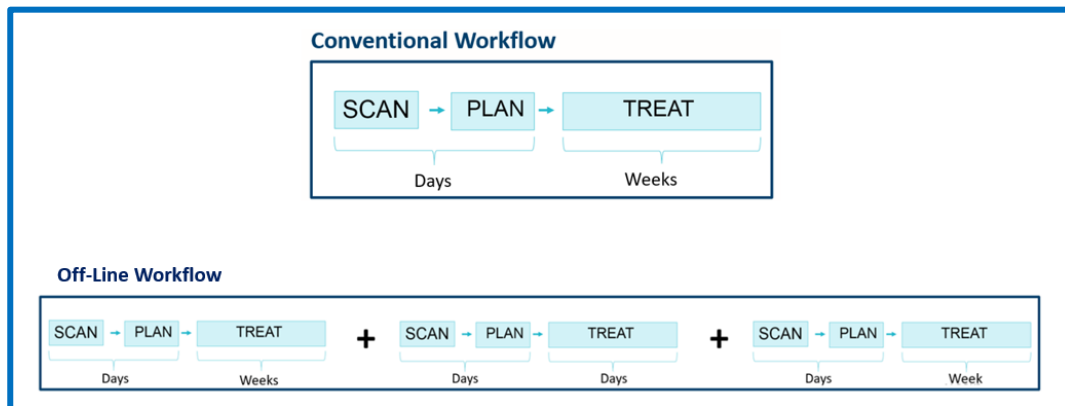 Conventional Workflow
SCAN PLAN TREAT
Days Weeks
Off-Line Workflow
SCAN PLAN TREAT + SCAN PLAN TREAT + SCAN PLAN TREAT
Days Weeks Days Days Days Week